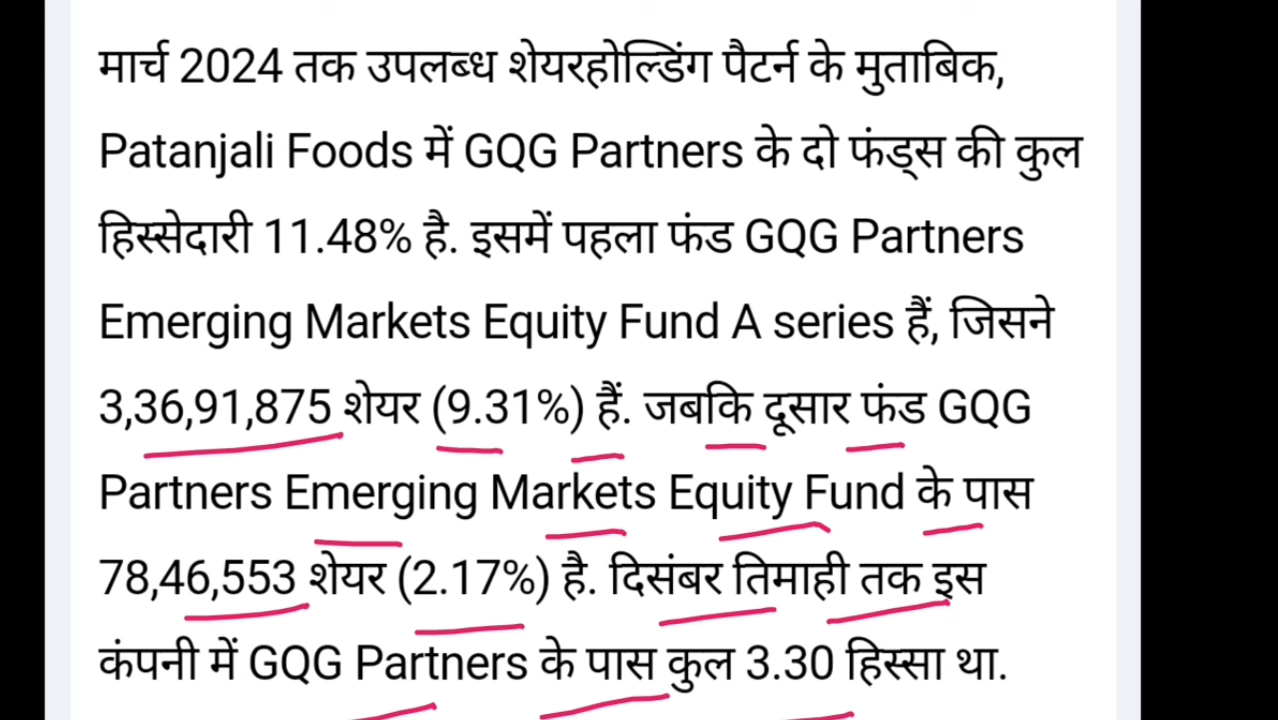 मार्च 2024 तक उपलब्ध शेयरहोल्डिंग पैटर्न के मुताबिक,
Patanjali Foods में GQG Partners के दो फंड्स की कुल
हिस्सेदारी 11.48% है. इसमें पहला फंड GQG Partners
Emerging Markets Equity Fund A series हैं, जिसने
3,36,91,875 शेयर (9.31%) हैं. जबकि दूसार फंड GQG
Partners Emerging Markets Equity Fund के पास
78,46,553 शेयर (2.17%) है. दिसंबर तिमाही तक इस
कंपनी में GQG Partners के पास कुल 3.30 हिस्सा था.